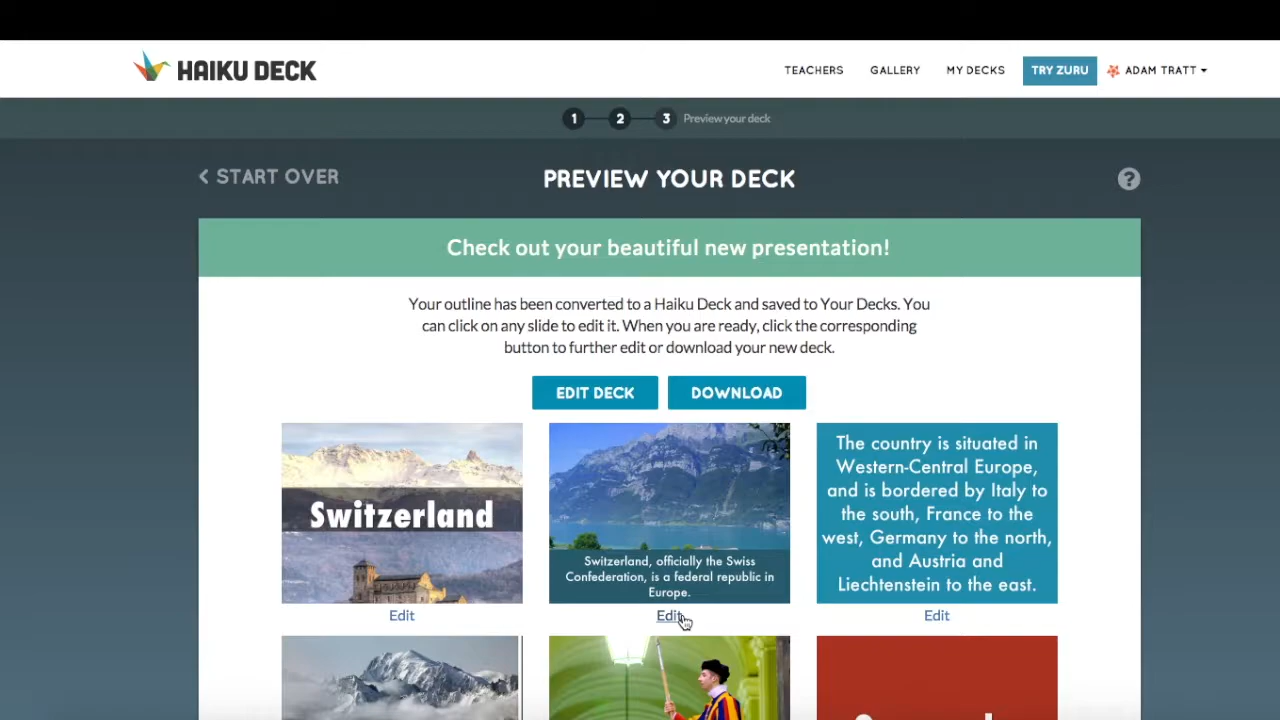 HAIKU DECK
TEACHERS GALLERY MY DECKS TRY ZURU ADAM TRATT
1 2 3 Preview your deck
START OVER
PREVIEW YOUR DECK
?
Check out your beautiful new presentation!
Your outline has been converted to a Haiku Deck and saved to Your Decks. You
can click on any slide to edit it. When you are ready, click the corresponding
button to further edit or download your new deck.
EDIT DECK DOWNLOAD
Switzerland
Edit
Switzerland, officially the Swiss
Confederation, is a federal republic in
Europe.
Edit
The country is situated in
Western-Central Europe,
and is bordered by Italy to
the south, France to the
west, Germany to the north,
and Austria and
Liechtenstein to the east.
Edit